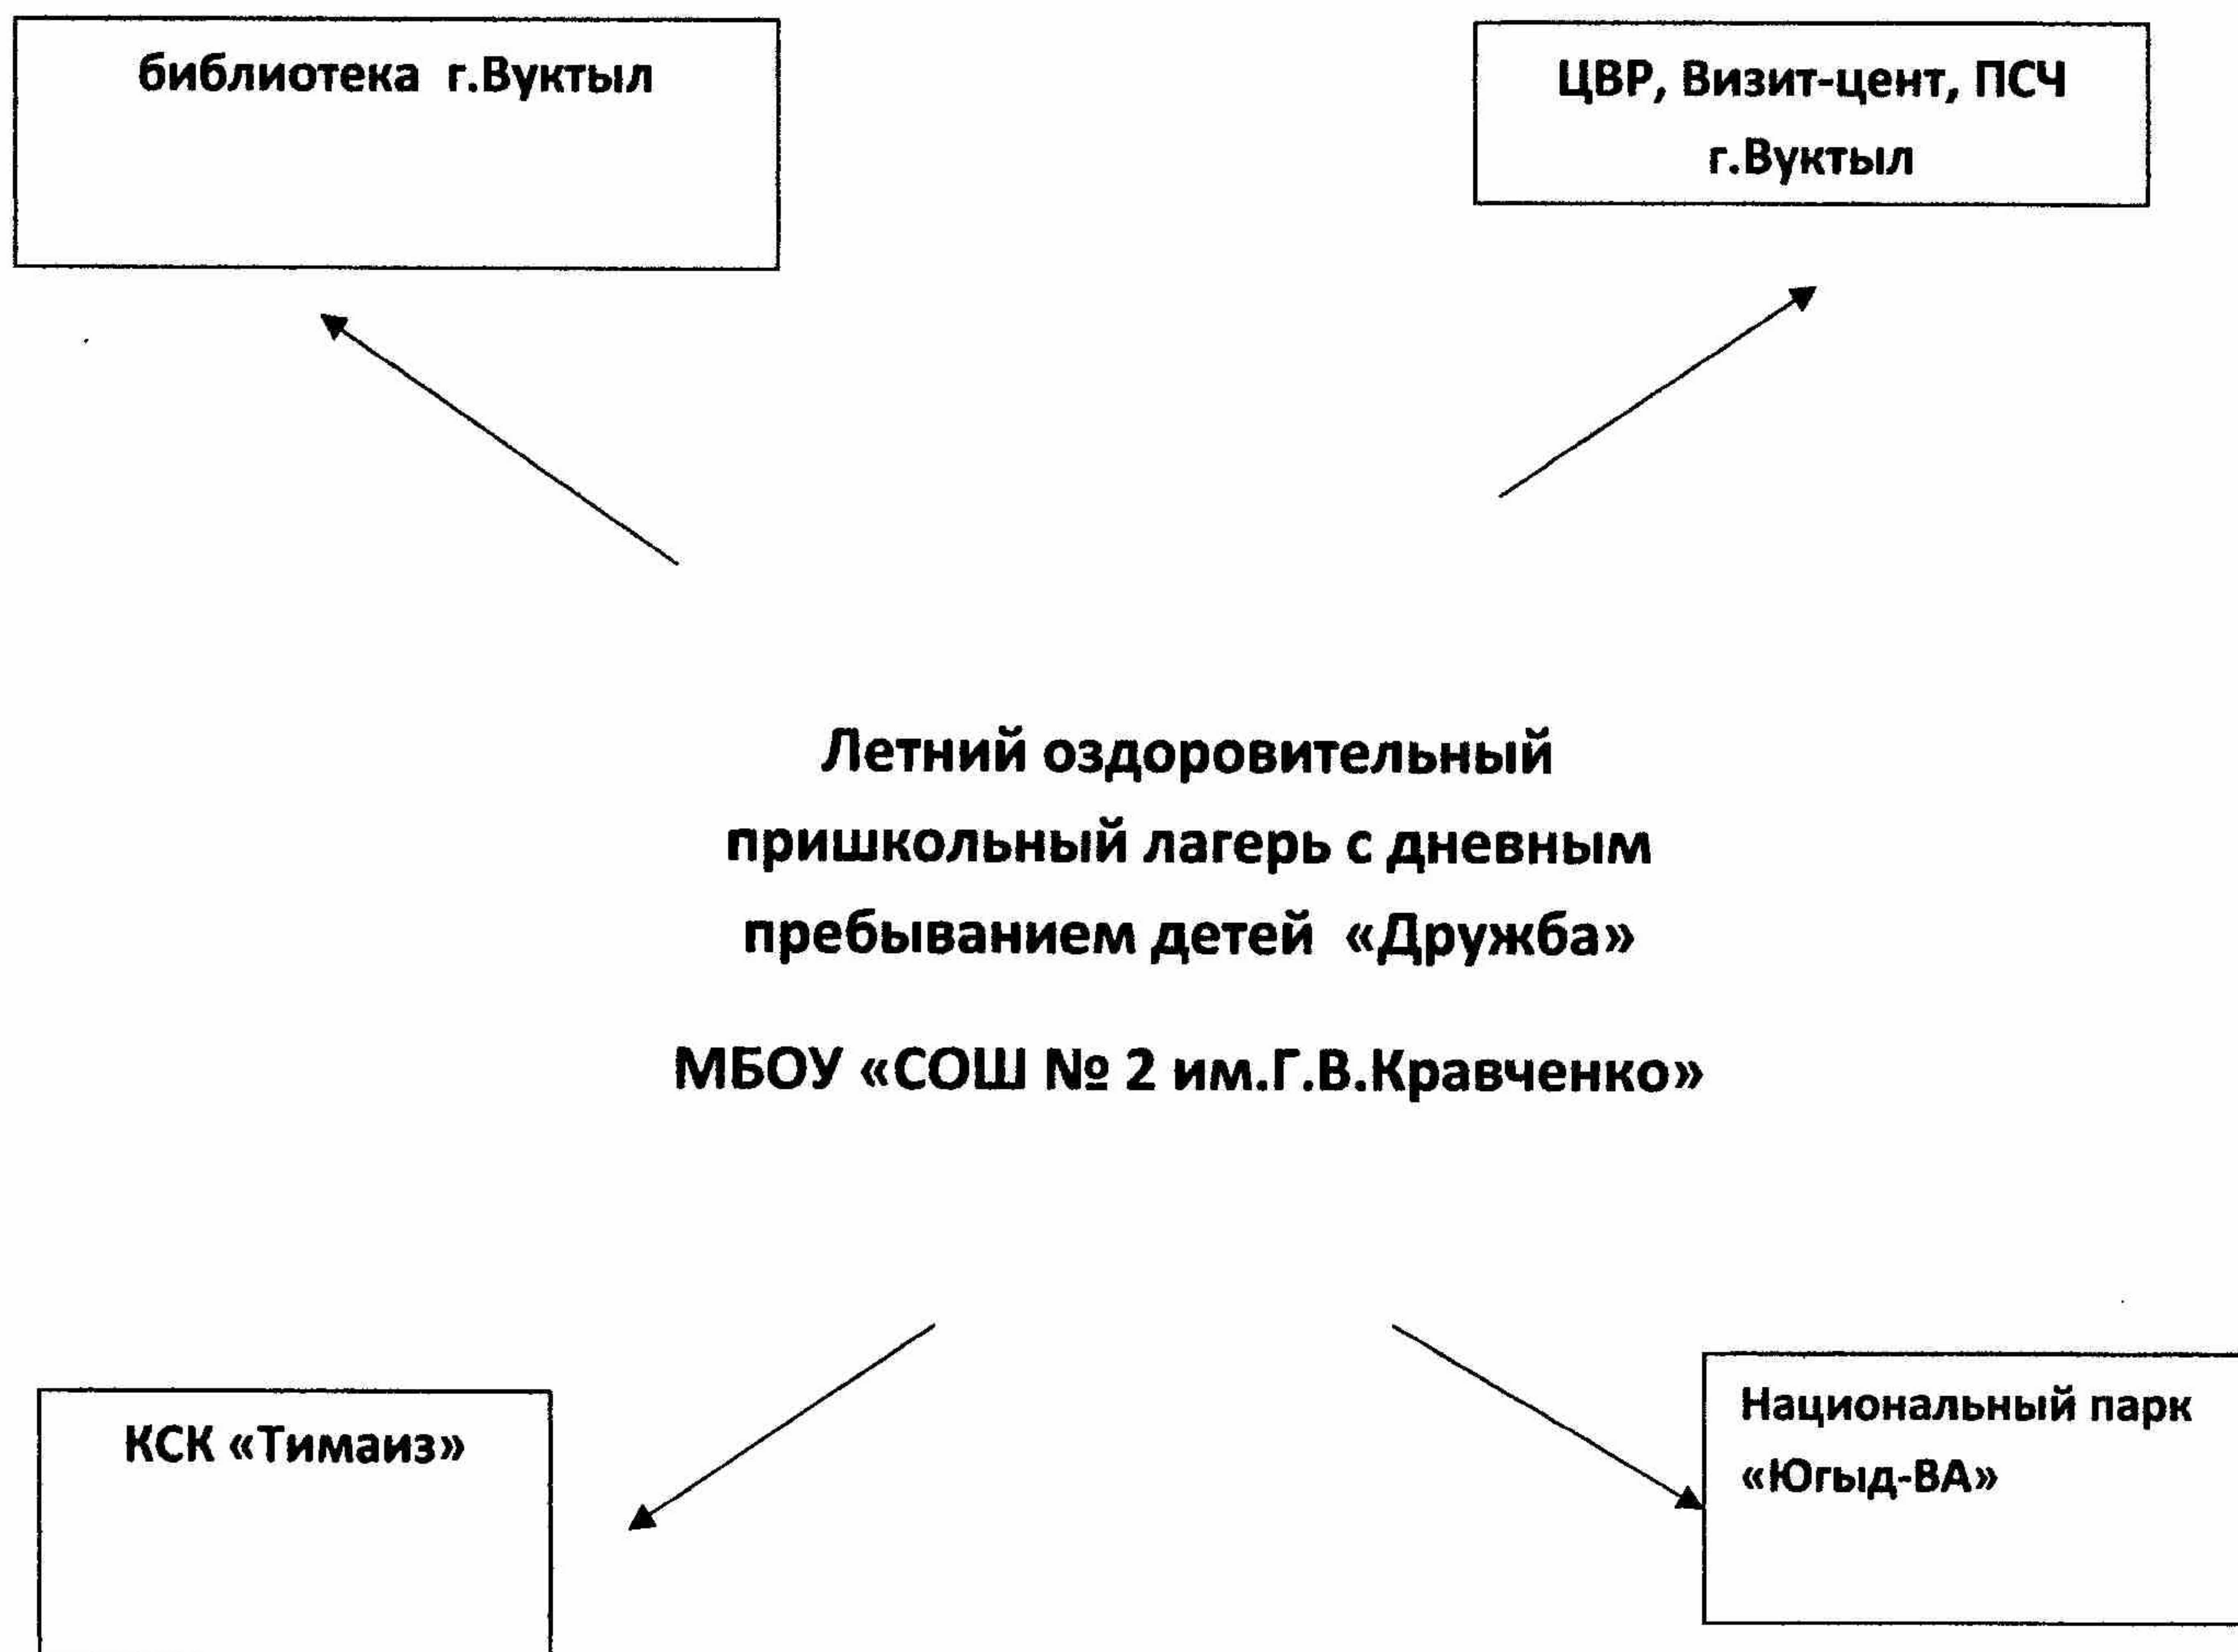 библиотека г.Вуктыл
ЦВР, Визит-цент, ПСЧ
г.Вуктыл
Летний оздоровительный
пришкольный лагерь с дневным
пребыванием детей «Дружба»
МБОУ «СОШ № 2 им.Г.В.Кравченко»
КСК «Тимаиз»
Национальный парк
«Югыд-ВА»